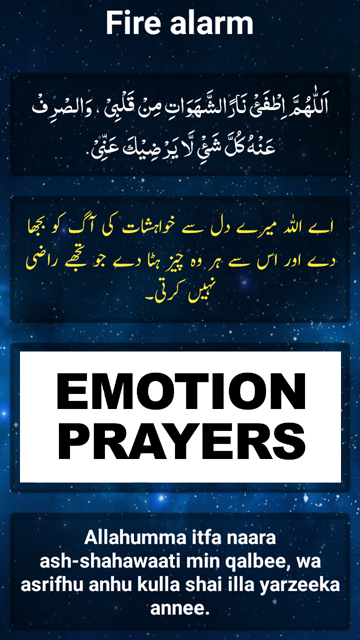 Fire alarm
اَللّٰهُمَّ اِطْفَیْٔ نَارًالشَّهَوَاتِ مِنْ قَلْبِیْ ، وَالصْرِفْ
عَنْهُ كُلَّ شَیْءٍ لَّا یَرْضِیْكَ عَنِّیْ.
اے اللہ میرے دل سے خواہشات کی آگ کو بجھا
دے اور اس سے ہر وہ چیز ہٹا دے جو تجھے راضی
نہیں کرتی۔
EMOTION
PRAYERS
Allahumma itfa naara
ash-shahawaati min qalbee, wa
asrifhu anhu kulla shai illa yarzeeka
annee.